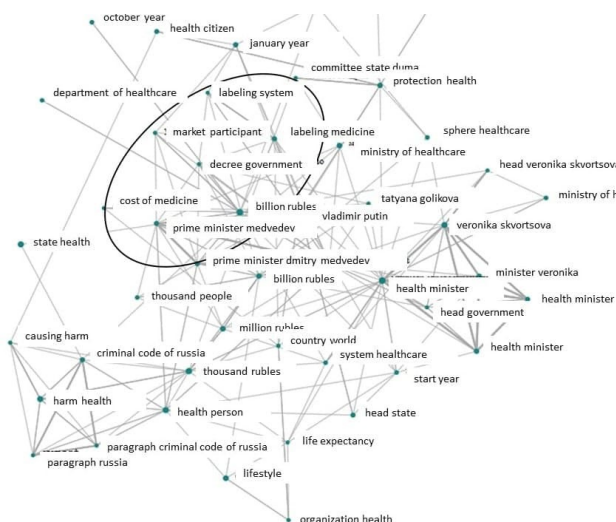 october year
health citizen
january year
committee state duma
protection health
department of healthcare
labeling system
market participant
labeling medicine
sphere healthcare
ministry of healthcare
decree government
head veronika skvortsova
cost of medicine
billion rubles
tatyana golikova
ministry of h
vladimir putin
prime minister medvedev
veronika skvortsova
state health
prime minister dmitry medvedev
minister veronika
billion rubles
health minister
thousand people
health minister
head government
million rubles
causing harm
country world
health minister
criminal code of russia
system healthcare
thousand rubles
start year
harm health
health person
head state
paragraph criminal code of russia
life expectancy
paragraph russia
lifestyle
organization health